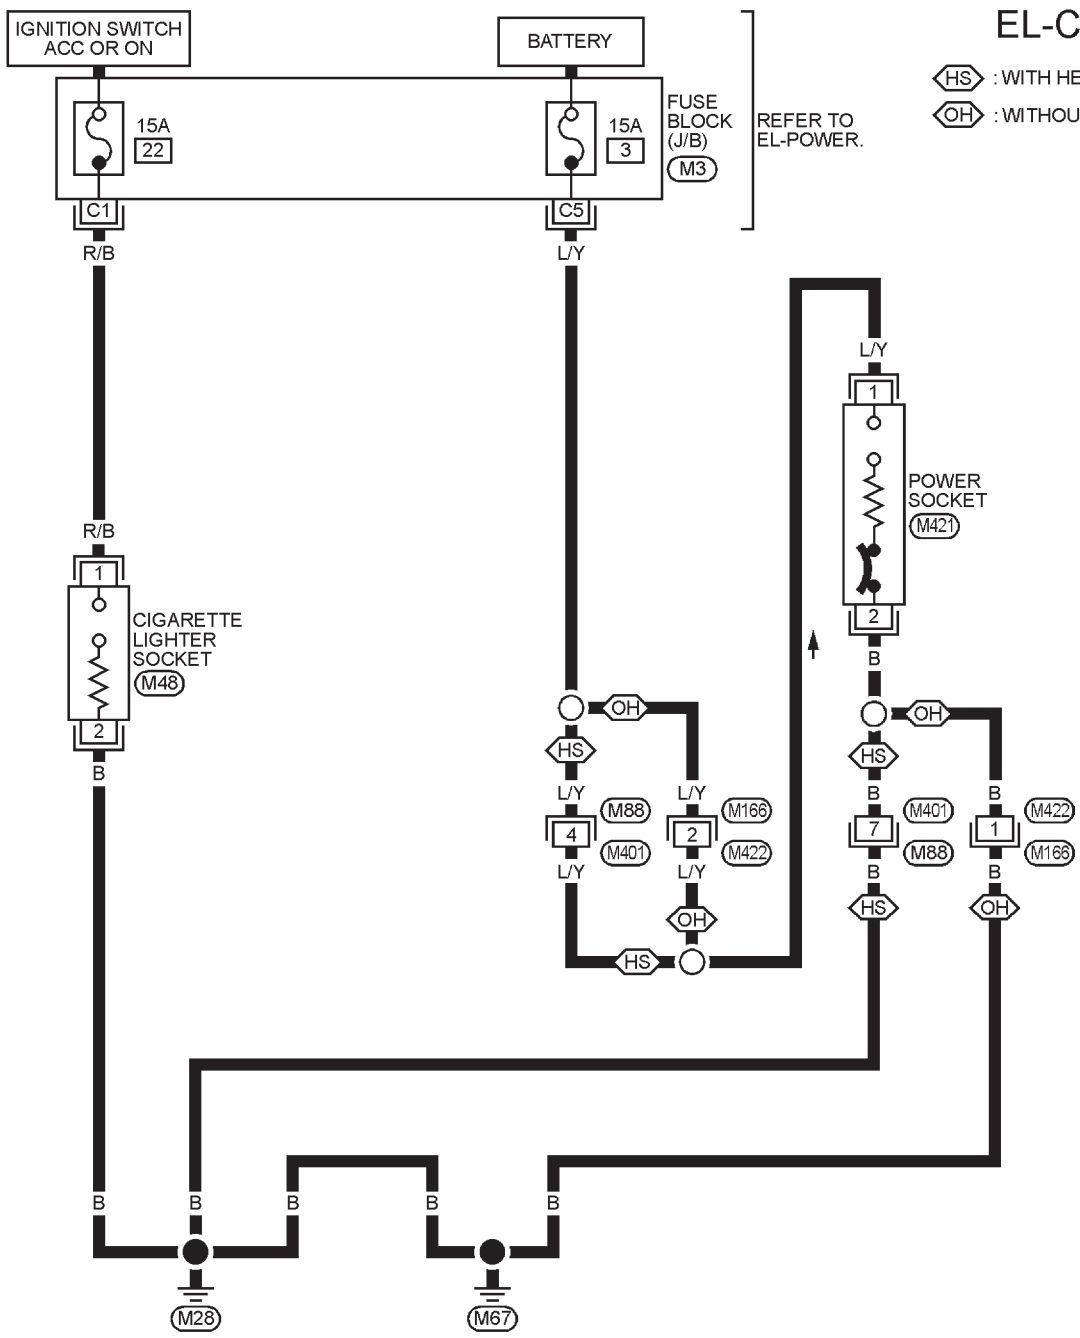 IGNITION SWITCH
ACC OR ON
BATTERY
EL-C
HS : WITH HE
OH : WITHOU
15A
22
15A
3
FUSE
BLOCK
(J/B)
M3
REFER TO
EL-POWER.
C1
C5
R/B
L/Y
L/Y
1
POWER
SOCKET
M421
R/B
1
CIGARETTE
LIGHTER
SOCKET
M48
2
B
2
B
OH
HS
OH
HS
L/Y
L/Y
B
B
M88
M166
M401
M422
4
2
7
1
M401
M422
M88
M166
L/Y
L/Y
B
B
OH
HS
OH
HS
B
B
B
B
B
M28
M67